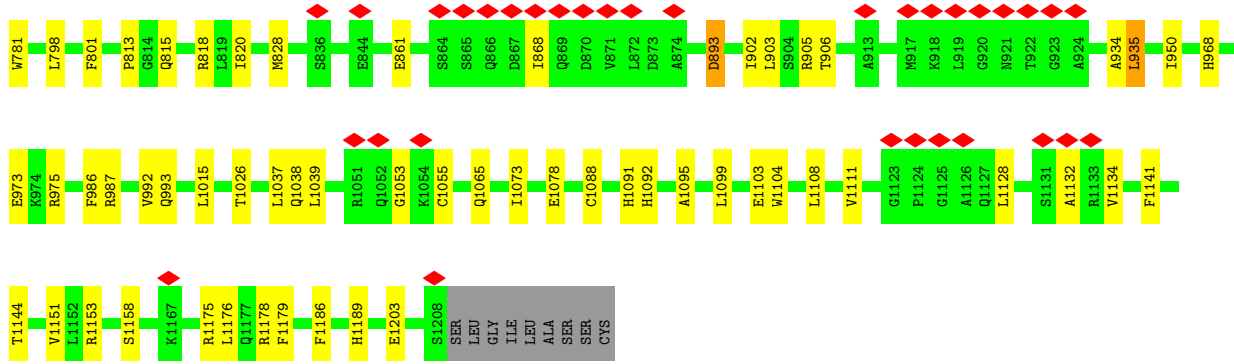 W781 L798 F801 P813 G814 Q815 R818 L819 I820 M828 S836 E844 E861 S864 S865 Q866 D867 I868 Q869 D870 V871 L872 D873 A874 D893 I902 L903 S904 R905 T906 A913 M917 K918 L919 G920 N921 T922 G923 A924 A934 L935 I950 H968
E973 K974 R975 F986 R987 V992 Q993 L1015 T1026 L1037 Q1038 L1039 R1051 Q1052 G1053 K1054 C1055 Q1065 I1073 E1078 C1088 H1091 H1092 A1095 L1099 E1103 W1104 L1108 V1111 G1123 P1124 G1125 A1126 Q1127 L1128 S1131 A1132 R1133 V1134 F1141
T1144 V1151 L1152 R1153 S1158 K1167 R1175 L1176 Q1177 R1178 F1179 F1186 H1189 E1203 S1208 SER LEU GLY ILE LEU ALA SER SER CYS